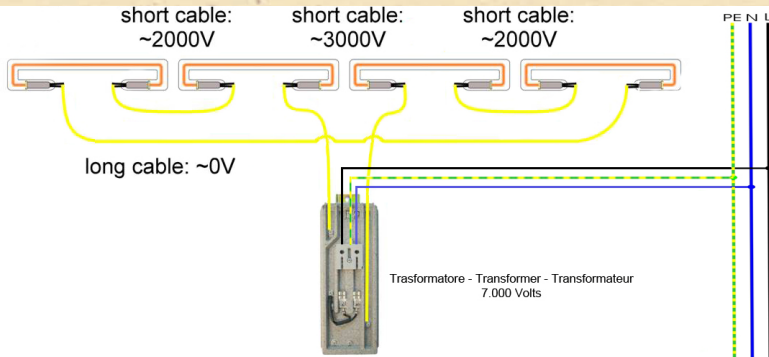 short cable:
~2000V
short cable:
~3000V
short cable:
~2000V
PE N L
long cable: ~0V
Trasformatore - Transformer - Transformateur
7.000 Volts